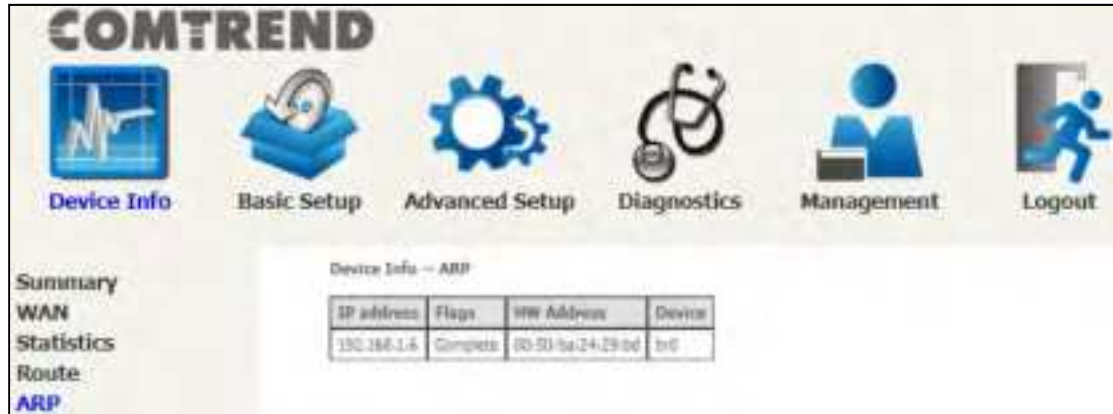 COMTREND
Device Info Basic Setup Advanced Setup Diagnostics Management Logout
Device Info -- ARP
Summary
WAN
Statistics
Route
ARP
IP address Flags HW Address Device
192.168.1.6 Complete br0